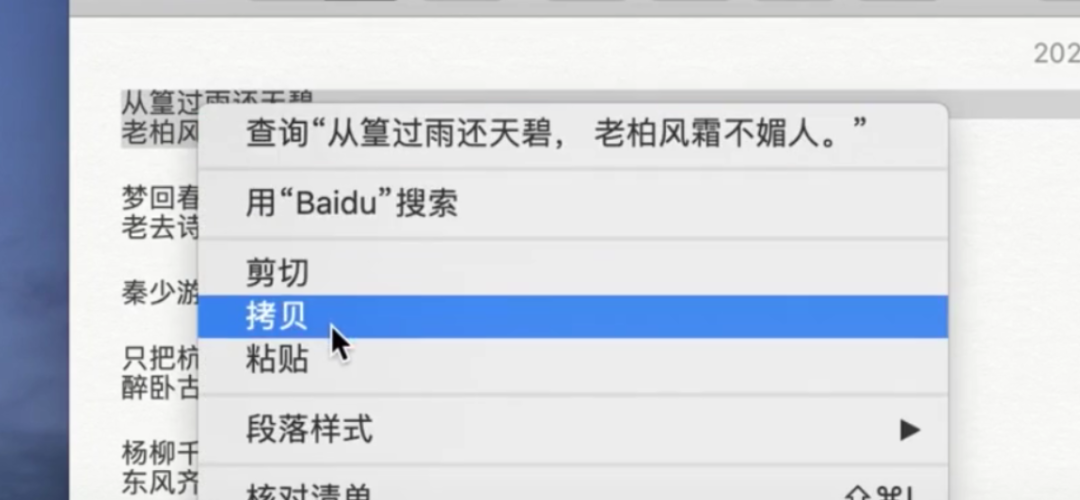 202
从篁过雨还天碧
老柏风
查询“从篁过雨还天碧， 老柏风霜不媚人。”
用“Baidu”搜索
梦回春
老去诗
剪切
秦少游
拷贝
粘贴
只把杭
醉卧古
段落样式
杨柳千
东风齐
核对清单 ⇧⌘L